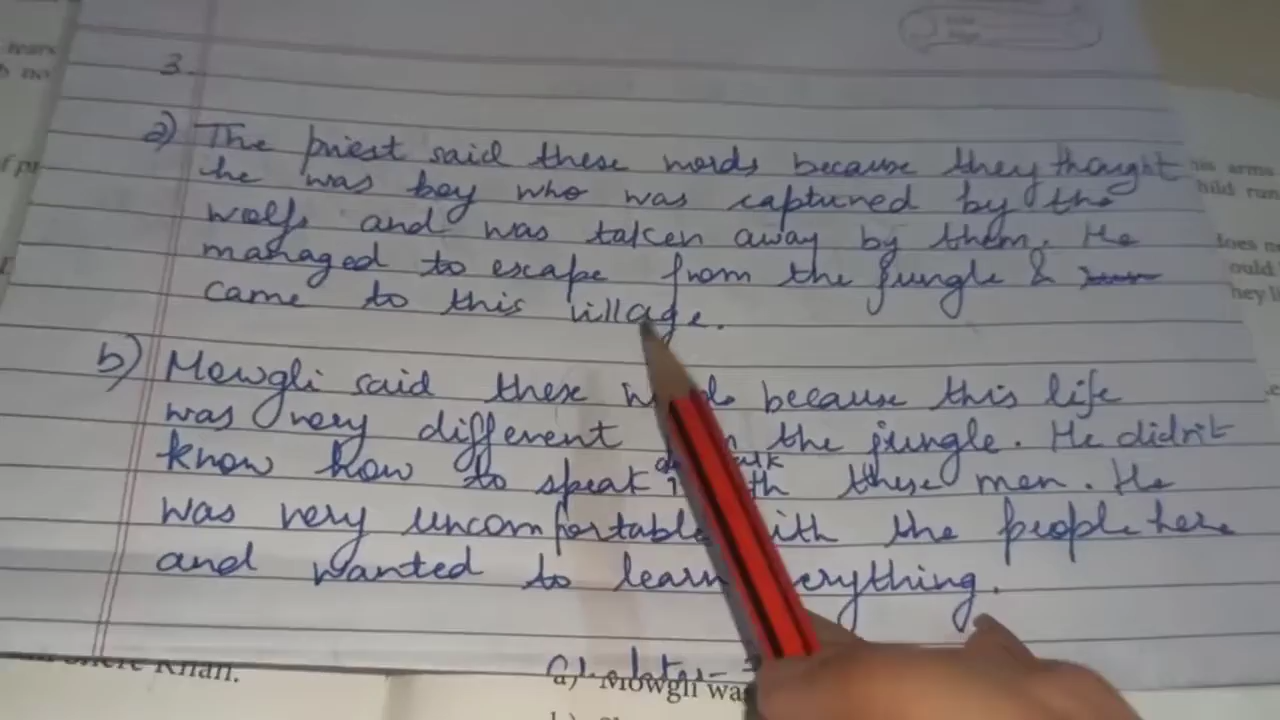 3.
a) The priest said these words because they thought
he was boy who was captured by the
wolfs and was taken away by them. He
managed to escape from the jungle &
came to this village.
b) Mowgli said these because this life
was very different the jungle. He didn't
know how to speak these men. He
was very uncomfortable with the people here
and wanted to learn everything.
Khan.
a) Mowgli was